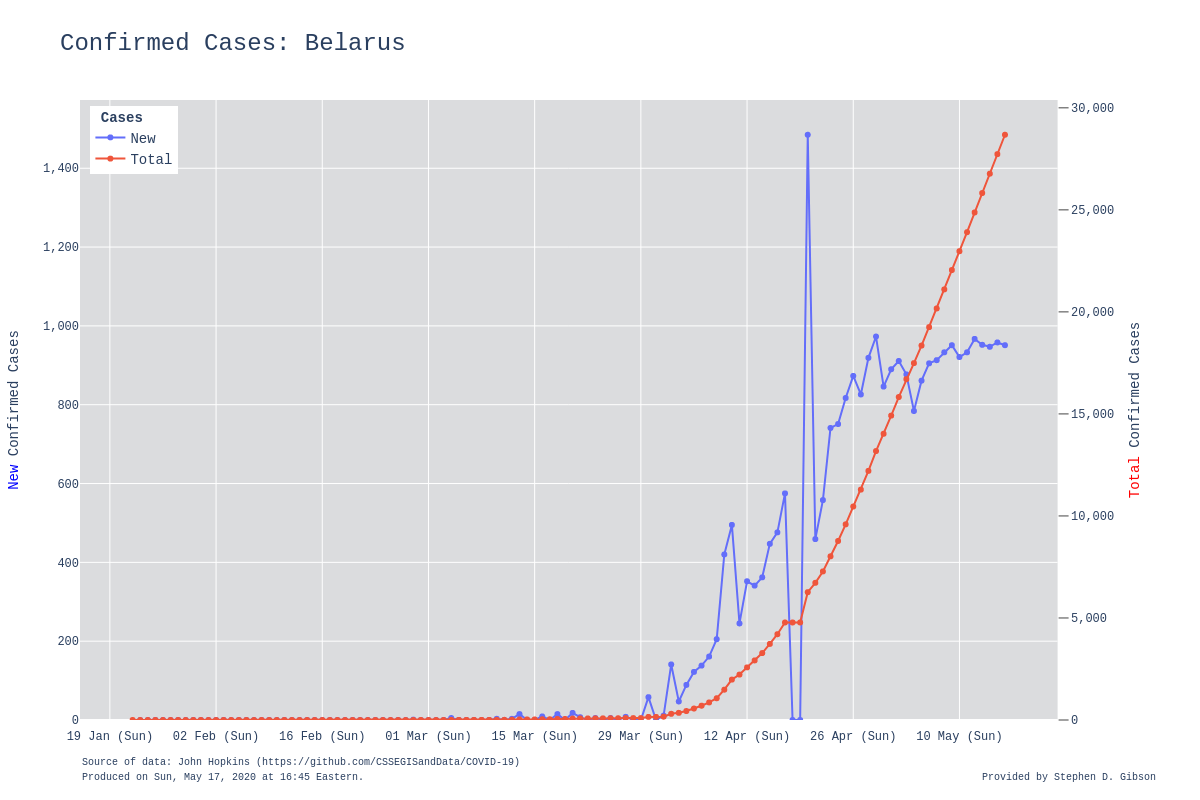 Confirmed Cases: Belarus
Cases
New
Total
1,400
1,200
1,000
800
600
400
200
0
New Confirmed Cases
30,000
25,000
20,000
15,000
10,000
5,000
0
Total Confirmed Cases
19 Jan (Sun) 02 Feb (Sun) 16 Feb (Sun) 01 Mar (Sun) 15 Mar (Sun) 29 Mar (Sun) 12 Apr (Sun) 26 Apr (Sun) 10 May (Sun)
Source of data: John Hopkins (https://github.com/CSSEGISandData/COVID-19)
Produced on Sun, May 17, 2020 at 16:45 Eastern.
Provided by Stephen D. Gibson